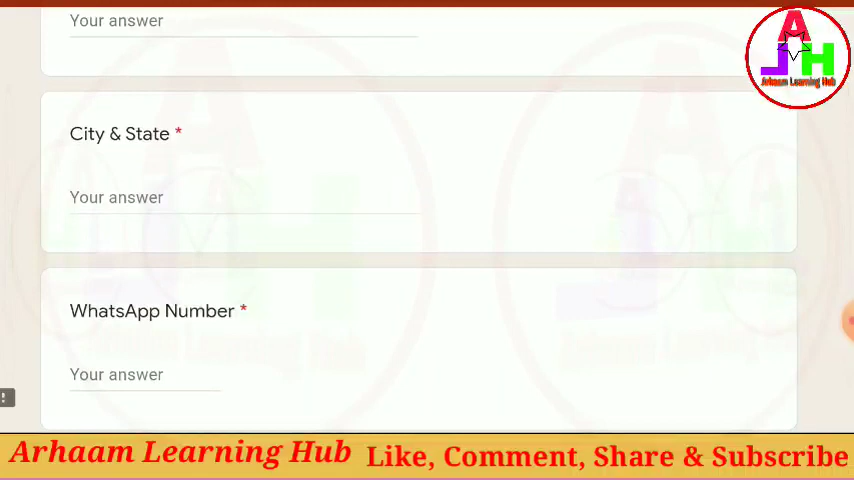 Your answer
A
J H
Arhaam Learning Hub
City & State *
Your answer
WhatsApp Number *
Your answer
!
Arhaam Learning Hub Like, Comment, Share & Subscribe